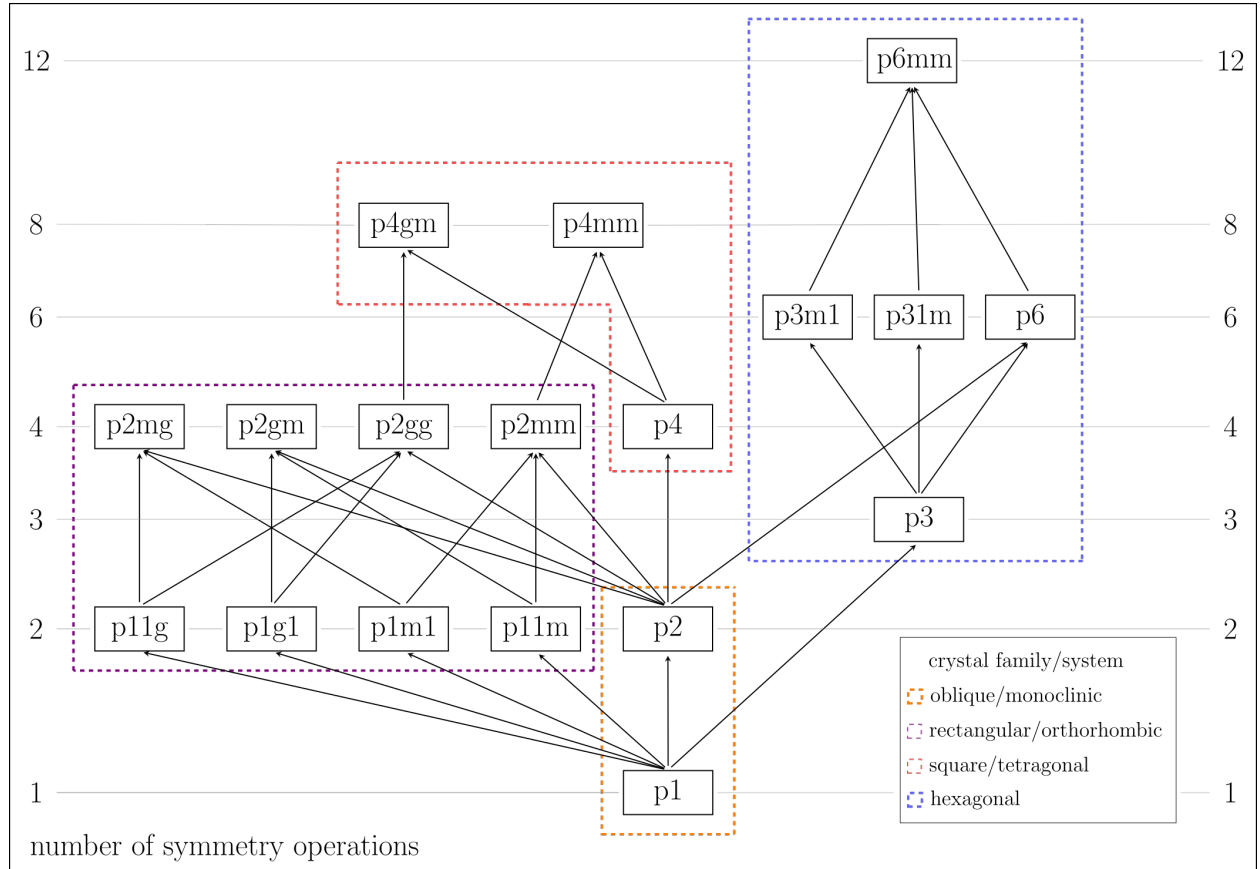 12 p6mm 12
8 p4gm p4mm 8
6 p3m1 p31m p6 6
4 p2mg p2gm p2gg p2mm p4 4
3 p3 3
2 p11g p1g1 p1m1 p11m p2 2
crystal family/system
oblique/monoclinic
rectangular/orthorhombic
square/tetragonal
hexagonal
1 p1 1
number of symmetry operations